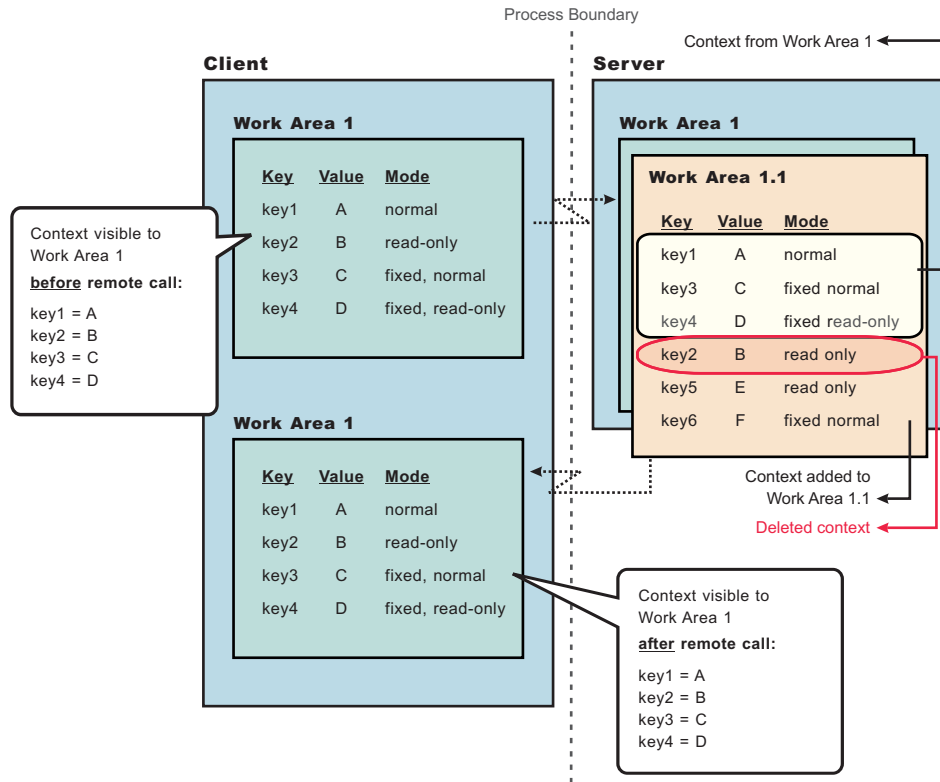 Process Boundary
Context from Work Area 1
Client
Server
Work Area 1
Key Value Mode
key1 A normal
key2 B read-only
key3 C fixed, normal
key4 D fixed, read-only
Context visible to
Work Area 1
before remote call:
key1 = A
key2 = B
key3 = C
key4 = D
Work Area 1
Work Area 1.1
Key Value Mode
key1 A normal
key3 C fixed normal
key4 D fixed read-only
key2 B read only
key5 E read only
key6 F fixed normal
Context added to
Work Area 1.1
Deleted context
Work Area 1
Key Value Mode
key1 A normal
key2 B read-only
key3 C fixed, normal
key4 D fixed, read-only
Context visible to
Work Area 1
after remote call:
key1 = A
key2 = B
key3 = C
key4 = D